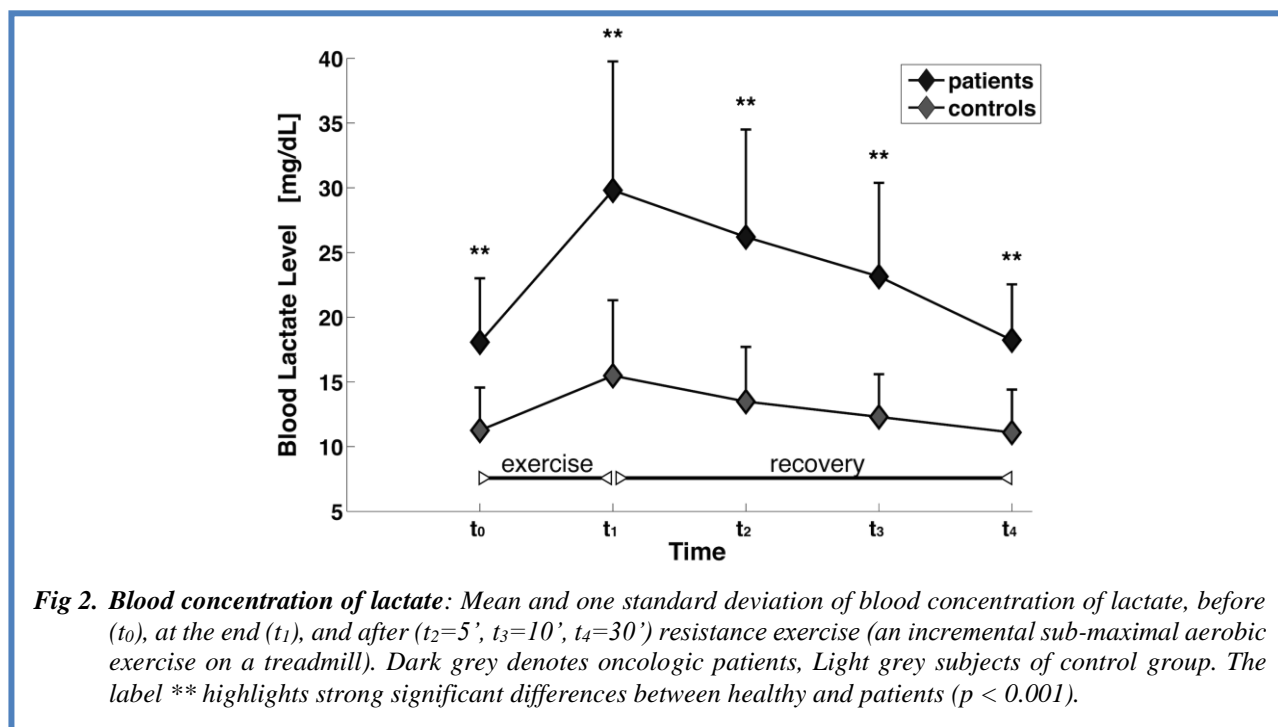 **
40
patients
controls
**
35
**
30
**
**
25
20
15
10
exercise
recovery
5
Blood Lactate Level [mg/dL]
t₀ t₁ t₂ t₃ t₄
Time
Fig 2. Blood concentration of lactate: Mean and one standard deviation of blood concentration of lactate, before
(t₀), at the end (t₁), and after (t₂=5’, t₃=10’, t₄=30’) resistance exercise (an incremental sub-maximal aerobic
exercise on a treadmill). Dark grey denotes oncologic patients, Light grey subjects of control group. The
label ** highlights strong significant differences between healthy and patients (p < 0.001).